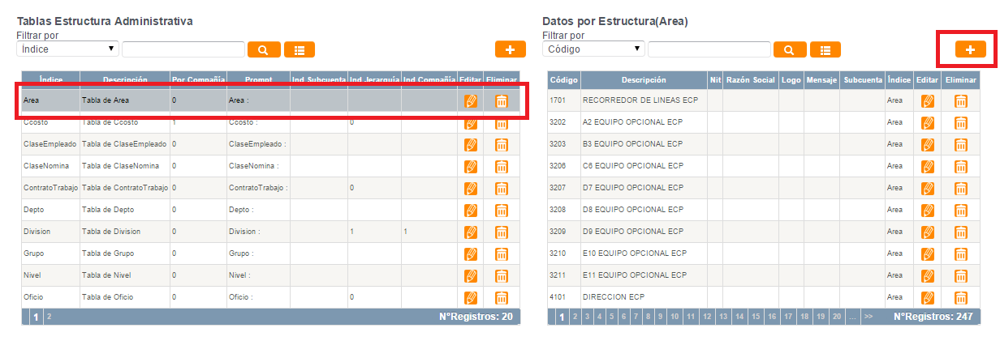 Tablas Estructura Administrativa
Filtrar por
Índice
Índice Descripción Por Compañía Prompt Ind Subcuenta Ind Jerarquía Ind Compañía Editar Eliminar
Area Tabla de Area 0 Area :
Ccosto Tabla de Ccosto 1 Ccosto : 0
ClaseEmpleado Tabla de ClaseEmpleado 0 ClaseEmpleado :
ClaseNomina Tabla de ClaseNomina 0 ClaseNomina :
ContratoTrabajo Tabla de ContratoTrabajo 0 ContratoTrabajo : 0
Depto Tabla de Depto 0 Depto :
Division Tabla de Division 0 Division : 1 1
Grupo Tabla de Grupo 0 Grupo :
Nivel Tabla de Nivel 0 Nivel :
Oficio Tabla de Oficio 0 Oficio : 0
1 2 NºRegistros: 20
Datos por Estructura(Area)
Filtrar por
Código
Código Descripción Nit Razón Social Logo Mensaje Subcuenta Índice Editar Eliminar
1701 RECORREDOR DE LINEAS ECP Area
3202 A2 EQUIPO OPCIONAL ECP Area
3203 B3 EQUIPO OPCIONAL ECP Area
3206 C6 EQUIPO OPCIONAL ECP Area
3207 D7 EQUIPO OPCIONAL ECP Area
3208 D8 EQUIPO OPCIONAL ECP Area
3209 D9 EQUIPO OPCIONAL ECP Area
3210 E10 EQUIPO OPCIONAL ECP Area
3211 E11 EQUIPO OPCIONAL ECP Area
4101 DIRECCION ECP Area
1 2 3 4 5 6 7 8 9 10 11 12 13 14 15 16 17 18 19 20 ... >> NºRegistros: 247